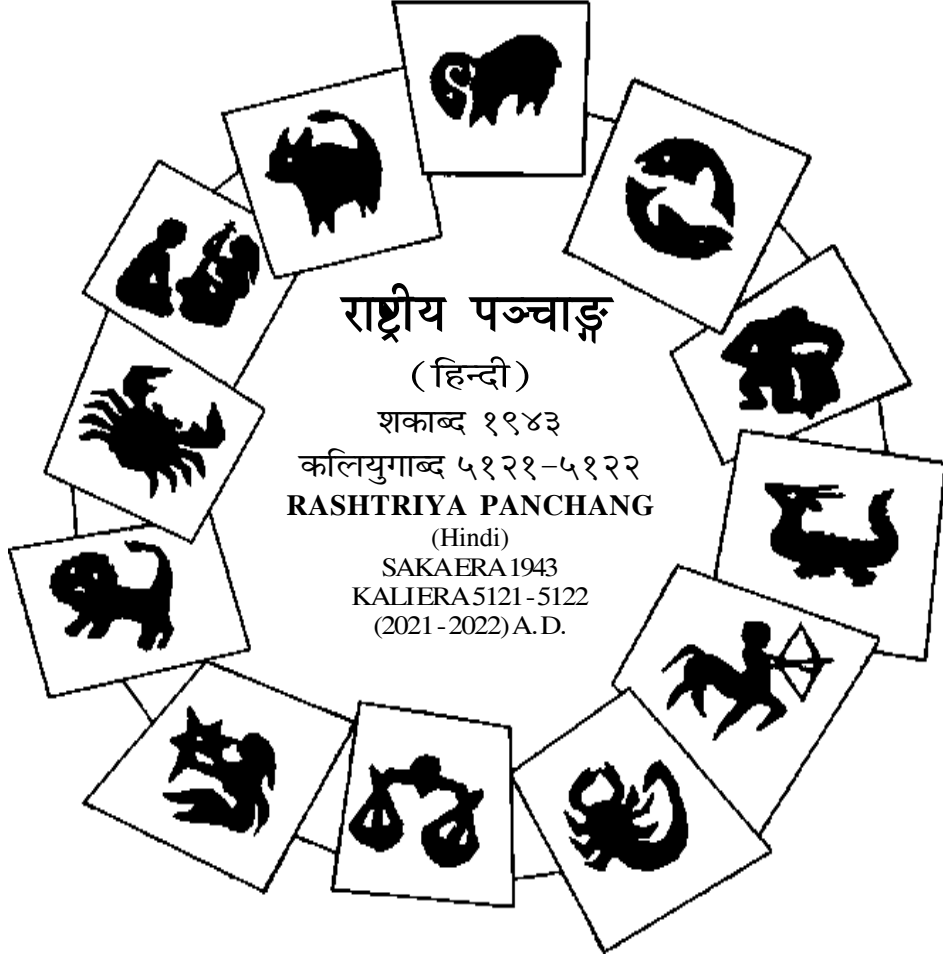 राष्ट्रीय पञ्चाङ्ग
(हिन्दी)
शकाब्द १९४३
कलियुगाब्द ५१२१-५१२२
RASHTRIYA PANCHANG
(Hindi)
SAKA ERA 1943
KALI ERA 5121 - 5122
(2021 - 2022) A.D.